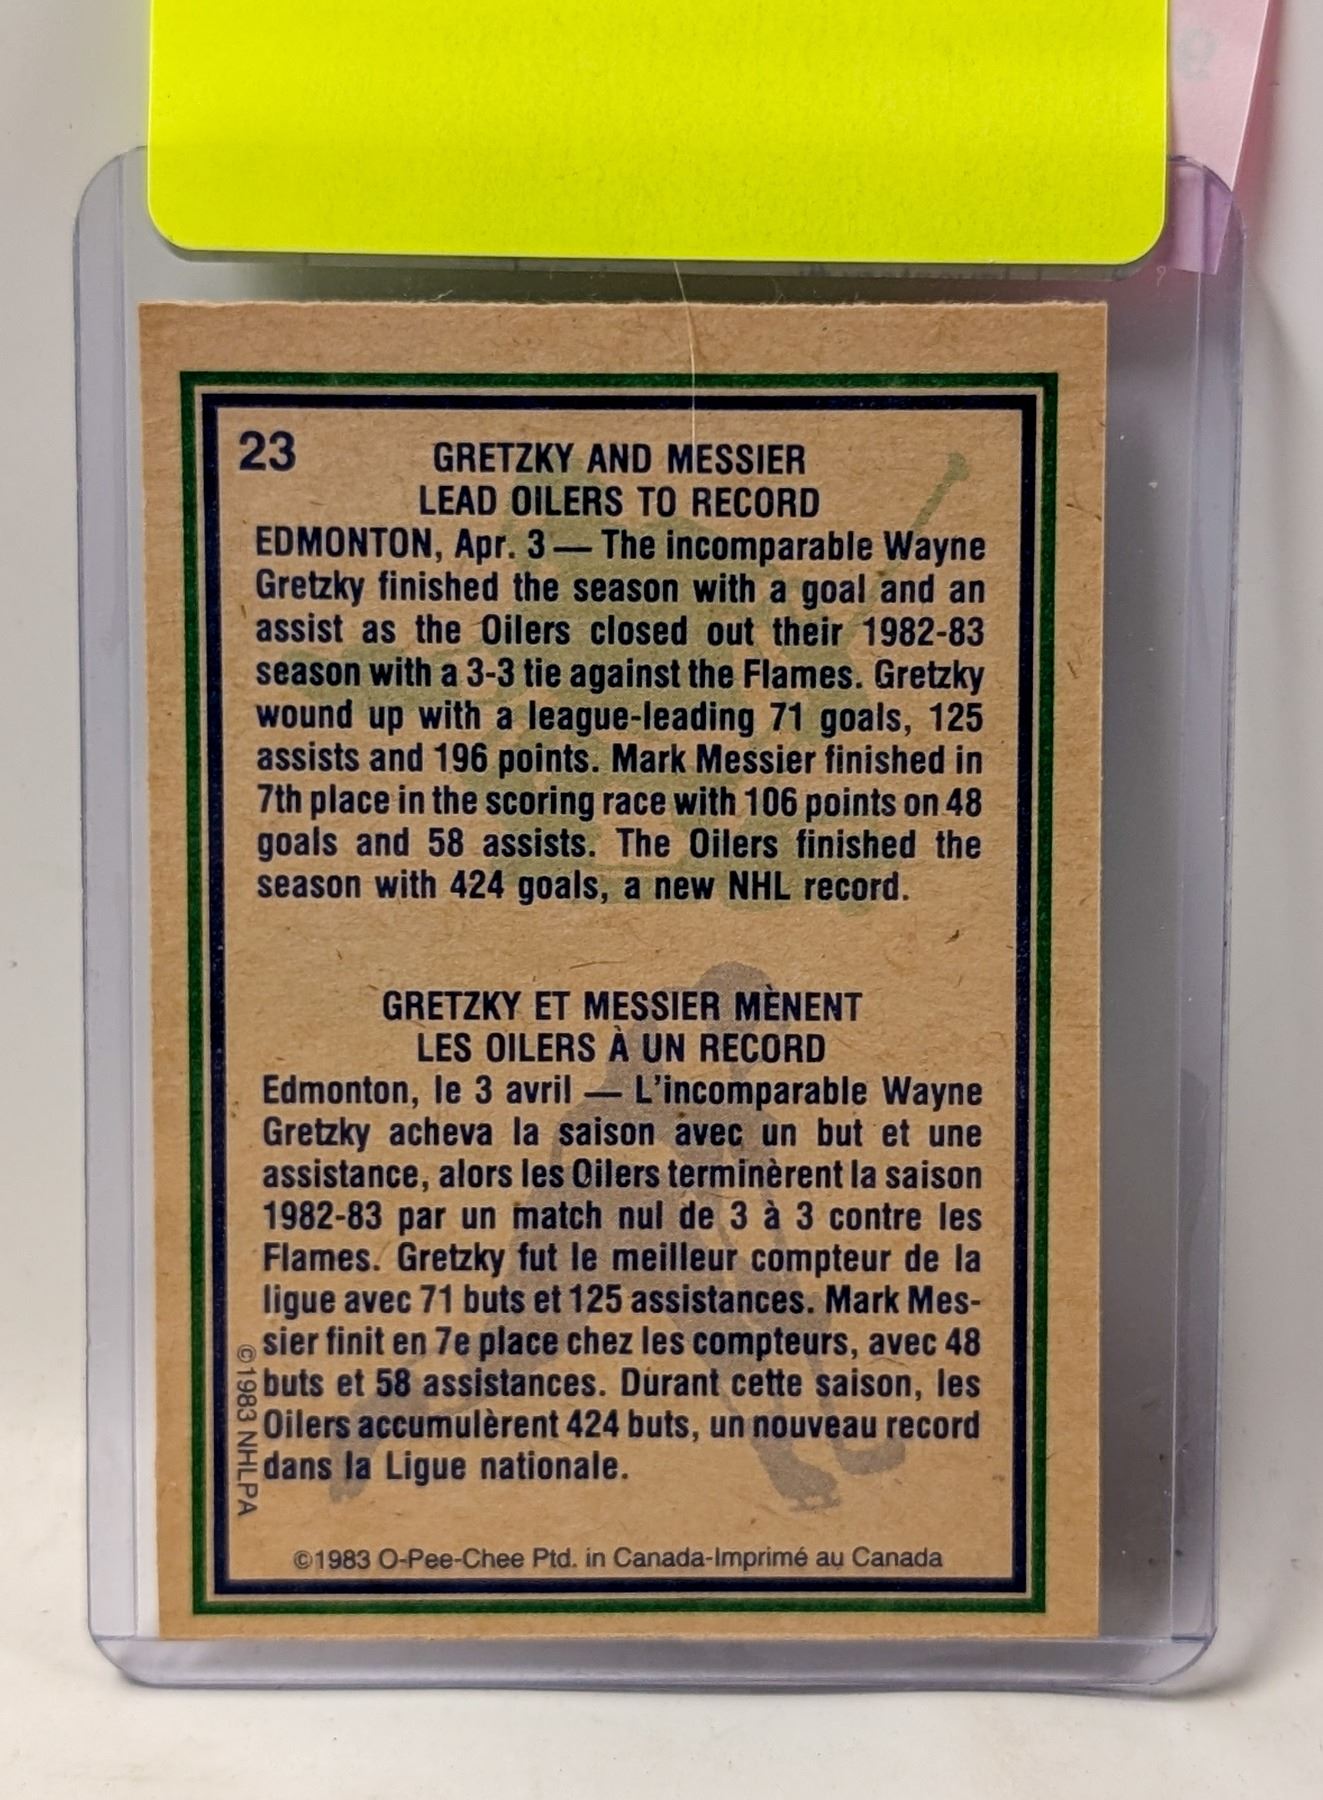 23
GRETZKY AND MESSIER
LEAD OILERS TO RECORD
EDMONTON, Apr. 3 — The incomparable Wayne
Gretzky finished the season with a goal and an
assist as the Oilers closed out their 1982-83
season with a 3-3 tie against the Flames. Gretzky
wound up with a league-leading 71 goals, 125
assists and 196 points. Mark Messier finished in
7th place in the scoring race with 106 points on 48
goals and 58 assists. The Oilers finished the
season with 424 goals, a new NHL record.
GRETZKY ET MESSIER MÈNENT
LES OILERS À UN RECORD
Edmonton, le 3 avril — L'incomparable Wayne
Gretzky acheva la saison avec un but et une
assistance, alors les Oilers terminèrent la saison
1982-83 par un match nul de 3 à 3 contre les
Flames. Gretzky fut le meilleur compteur de la
ligue avec 71 buts et 125 assistances. Mark Mes-
sier finit en 7e place chez les compteurs, avec 48
buts et 58 assistances. Durant cette saison, les
Oilers accumulèrent 424 buts, un nouveau record
dans la Ligue nationale.
©1983 NHLPA
©1983 O-Pee-Chee Ptd. in Canada-Imprimé au Canada